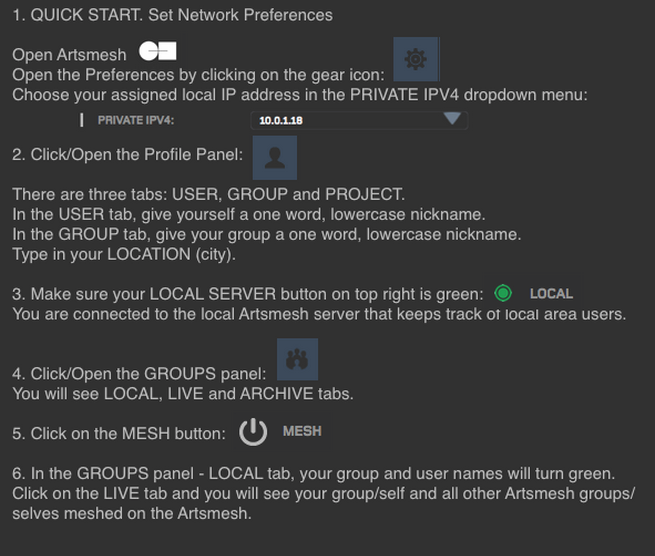 1. QUICK START. Set Network Preferences
Open Artsmesh
Open the Preferences by clicking on the gear icon:
Choose your assigned local IP address in the PRIVATE IPV4 dropdown menu:
PRIVATE IPV4: 10.0.1.18
2. Click/Open the Profile Panel:
There are three tabs: USER, GROUP and PROJECT.
In the USER tab, give yourself a one word, lowercase nickname.
In the GROUP tab, give your group a one word, lowercase nickname.
Type in your LOCATION (city).
3. Make sure your LOCAL SERVER button on top right is green: LOCAL
You are connected to the local Artsmesh server that keeps track of local area users.
4. Click/Open the GROUPS panel:
You will see LOCAL, LIVE and ARCHIVE tabs.
5. Click on the MESH button: MESH
6. In the GROUPS panel - LOCAL tab, your group and user names will turn green.
Click on the LIVE tab and you will see your group/self and all other Artsmesh groups/
selves meshed on the Artsmesh.